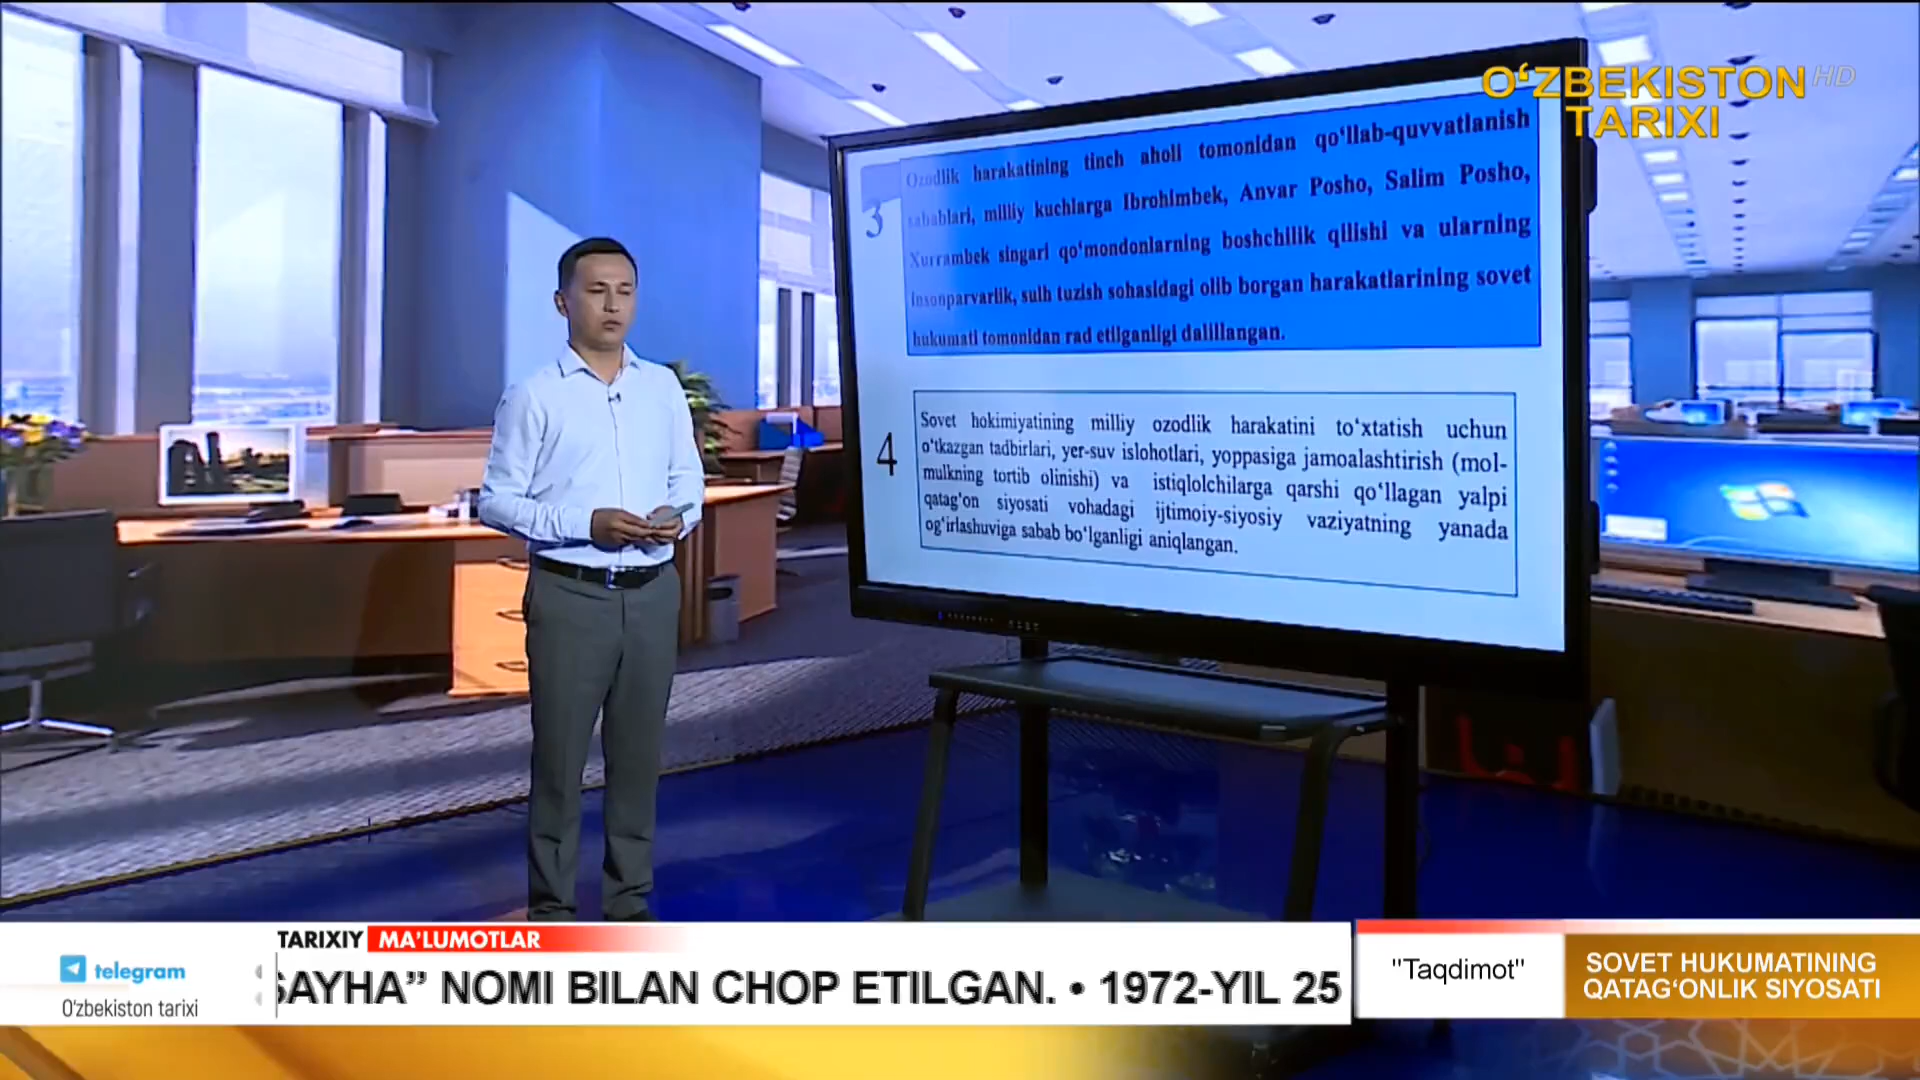 O‘ZBEKISTON HD
TARIXI
3
Ozodlik harakatining tinch aholi tomonidan qo‘llab-quvvatlanish
sabablari, milliy kuchlarga Ibrohimbek, Anvar Posho, Salim Posho,
Xurrambek singari qo‘mondonlarning boshchilik qilishi va ularning
insonparvarlik, sulh tuzish sohasidagi olib borgan harakatlarining sovet
hukumati tomonidan rad etilganligi dalillangan.
4
Sovet hokimiyatining milliy ozodlik harakatini to‘xtatish uchun
o‘tkazgan tadbirlari, yer-suv islohotlari, yoppasiga jamoalashtirish (mol-
mulkning tortib olinishi) va istiqlolchilarga qarshi qo‘llagan yalpi
qatag‘on siyosati vohadagi ijtimoiy-siyosiy vaziyatning yanada
og‘irlashuviga sabab bo‘lganligi aniqlangan.
TARIXIY MA’LUMOTLAR
telegram
O‘zbekiston tarixi
SAYHA” NOMI BILAN CHOP ETILGAN. • 1972-YIL 25
"Taqdimot"
SOVET HUKUMATINING
QATAG‘ONLIK SIYOSATI